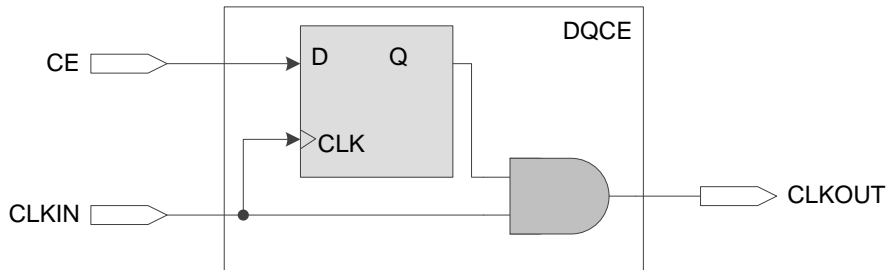 DQCE
CE
D Q
CLK
CLKIN
CLKOUT